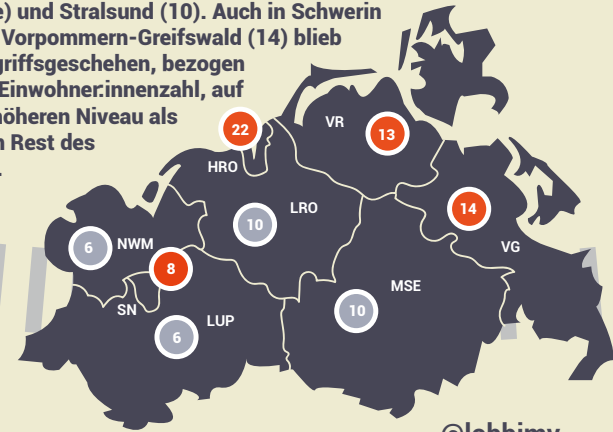 e) und Stralsund (10). Auch in Schwerin
Vorpommern-Greifswald (14) blieb
griffsgeschehen, bezogen
Einwohner:innenzahl, auf
höheren Niveau als
Rest des
22
VR
13
HRO
LRO
10
14
6
NWM
VG
8
MSE
SN
LUP
10
6
@lobbimv